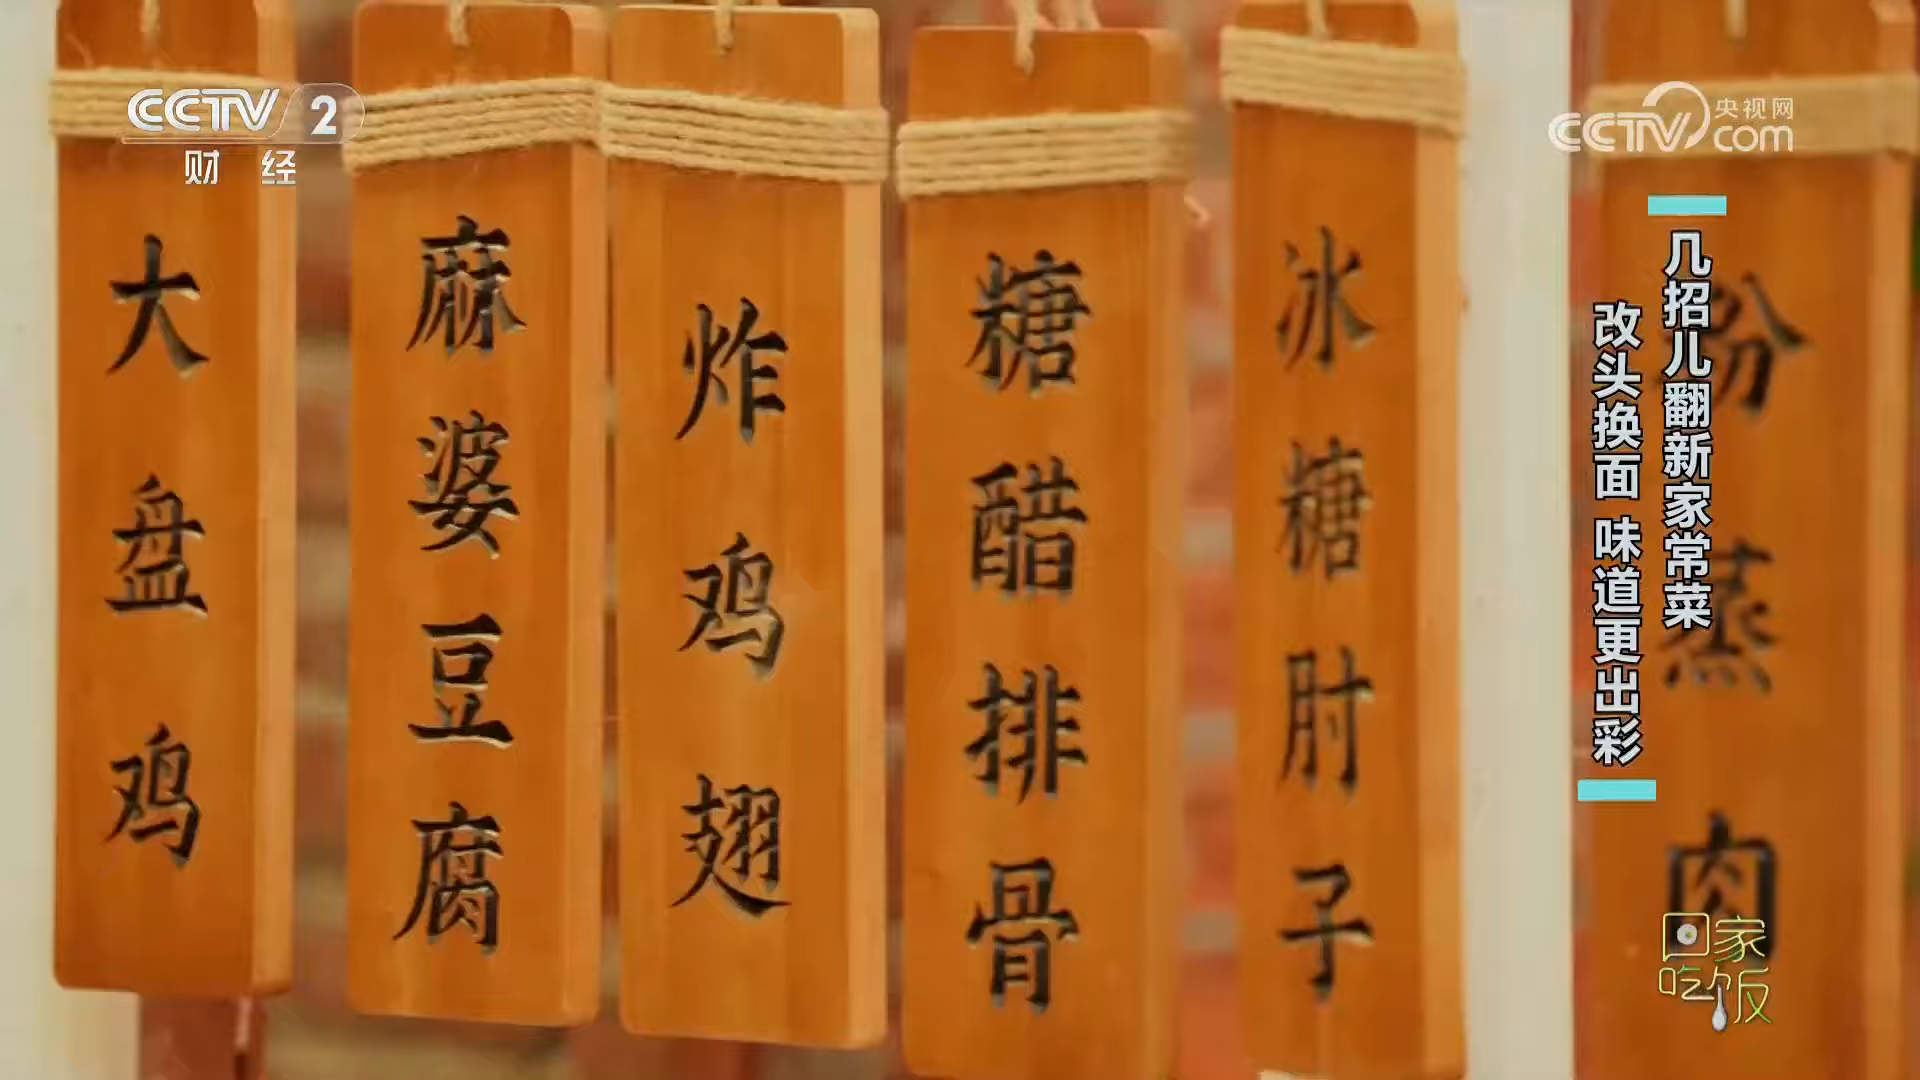 CCTV 2
财经
CCTV.com
央视网
大盘鸡
麻婆豆腐
炸鸡翅
糖醋排骨
冰糖肘子
粉蒸肉
几招儿翻新家常菜
改头换面 味道更出彩
回家吃饭